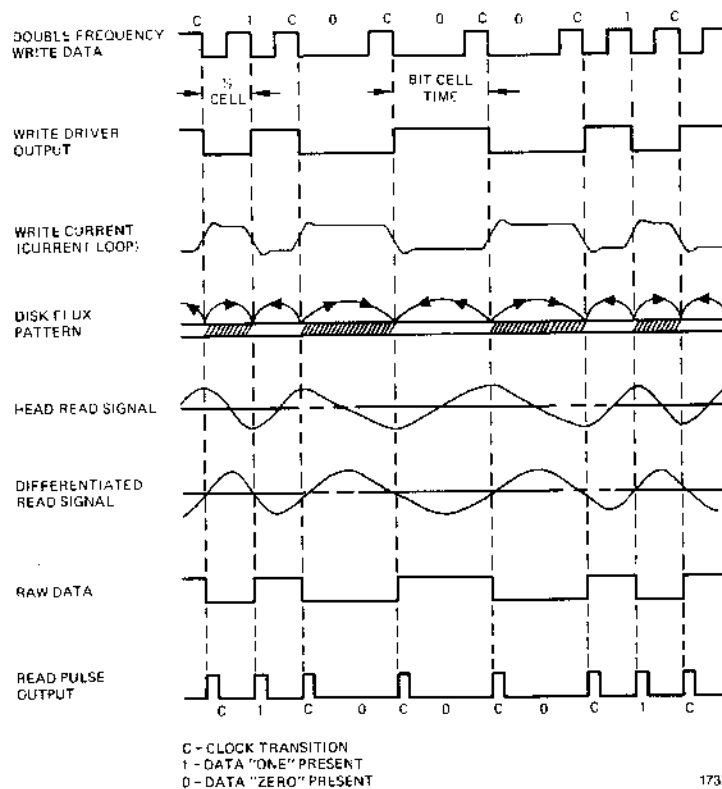 C 1 C 0 C 0 C 0 C 1 C
DOUBLE FREQUENCY
WRITE DATA
½
CELL
BIT CELL
TIME
WRITE DRIVER
OUTPUT
WRITE CURRENT
(CURRENT LOOP)
DISK FLUX
PATTERN
HEAD READ SIGNAL
DIFFERENTIATED
READ SIGNAL
RAW DATA
READ PULSE
OUTPUT
C 1 C 0 C 0 C 0 C 1 C
C - CLOCK TRANSITION
1 - DATA "ONE" PRESENT
0 - DATA "ZERO" PRESENT
173